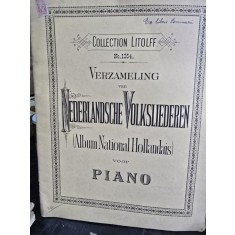 COLLECTION LITOLFF
No. 1254.
VERZAMELING
VAN
NEDERLANDSCHE VOLKSLIEDEREN
(Album National Hollandais)
VOOR
PIANO